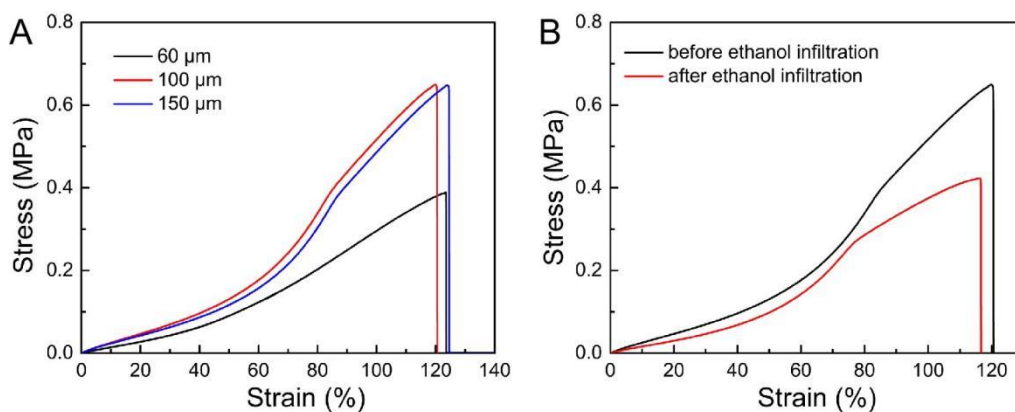 A
0.8
0.6
0.4
0.2
0.0
Stress (MPa)
60 μm
100 μm
150 μm
0 20 40 60 80 100 120 140
Strain (%)
B
0.8
0.6
0.4
0.2
0.0
Stress (MPa)
before ethanol infiltration
after ethanol infiltration
0 20 40 60 80 100 120
Strain (%)